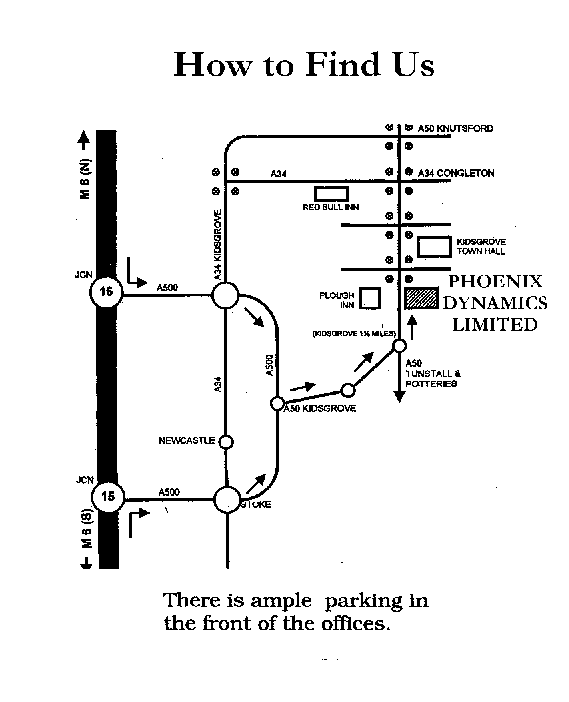 How to Find Us
A50 KNUTSFORD
M 6 (N)
A34
A34 CONGLETON
RED BULL INN
A34 KIDSGROVE
KIDSGROVE
TOWN HALL
JCN
16
A500
PLOUGH
INN
PHOENIX
DYNAMICS
LIMITED
(KIDSGROVE 1¼ MILES)
A500
A34
A50
TUNSTALL &
POTTERIES
A50 KIDSGROVE
NEWCASTLE
JCN
15
A500
STOKE
M 6 (S)
There is ample parking in
the front of the offices.